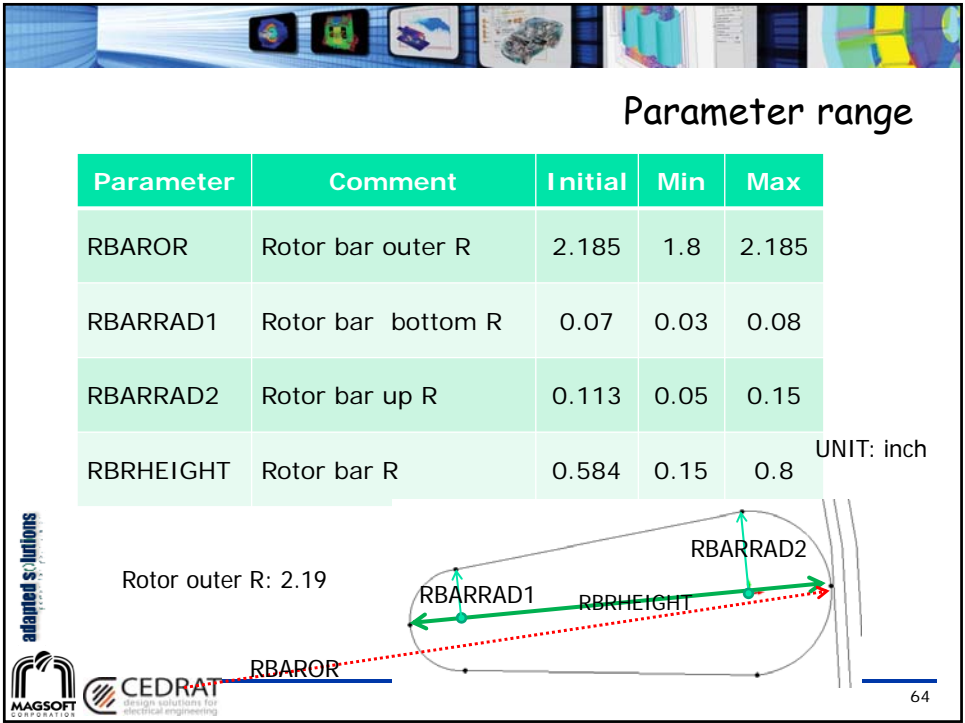 Parameter range
Parameter Comment Initial Min Max
RBAROR Rotor bar outer R 2.185 1.8 2.185
RBARRAD1 Rotor bar bottom R 0.07 0.03 0.08
RBARRAD2 Rotor bar up R 0.113 0.05 0.15
RBRHEIGHT Rotor bar R 0.584 0.15 0.8
UNIT: inch
Rotor outer R: 2.19
RBARRAD2
RBARRAD1
RBRHEIGHT
RBAROR
adapted solutions
MAGSOFT
CORPORATION
CEDRAT
design solutions for
electrical engineering
64